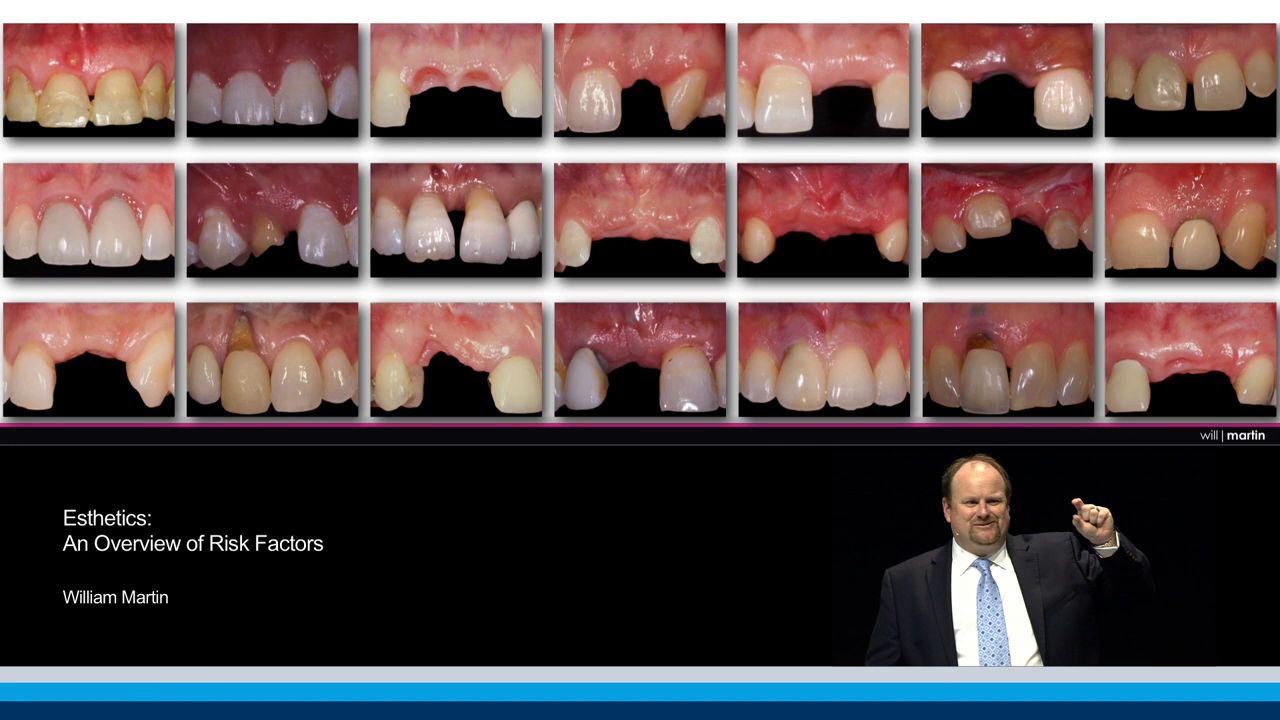 will | martin
Esthetics:
An Overview of Risk Factors
William Martin